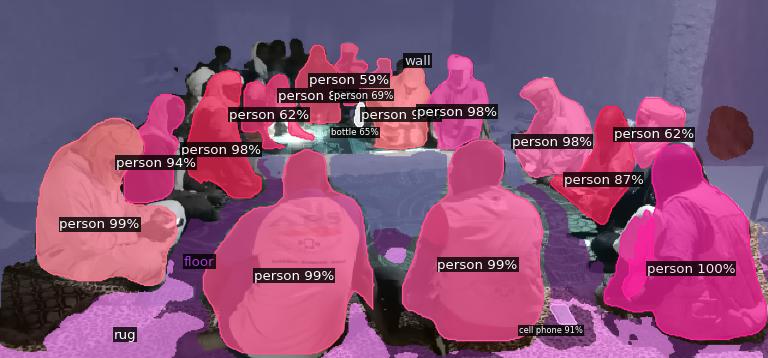 wall
person 59%
person 69%
person 62%
person 98%
person 98%
person 98%
person 62%
person 94%
person 87%
bottle 65%
person 99%
person 99%
person 99%
person 100%
floor
rug
cell phone 91%